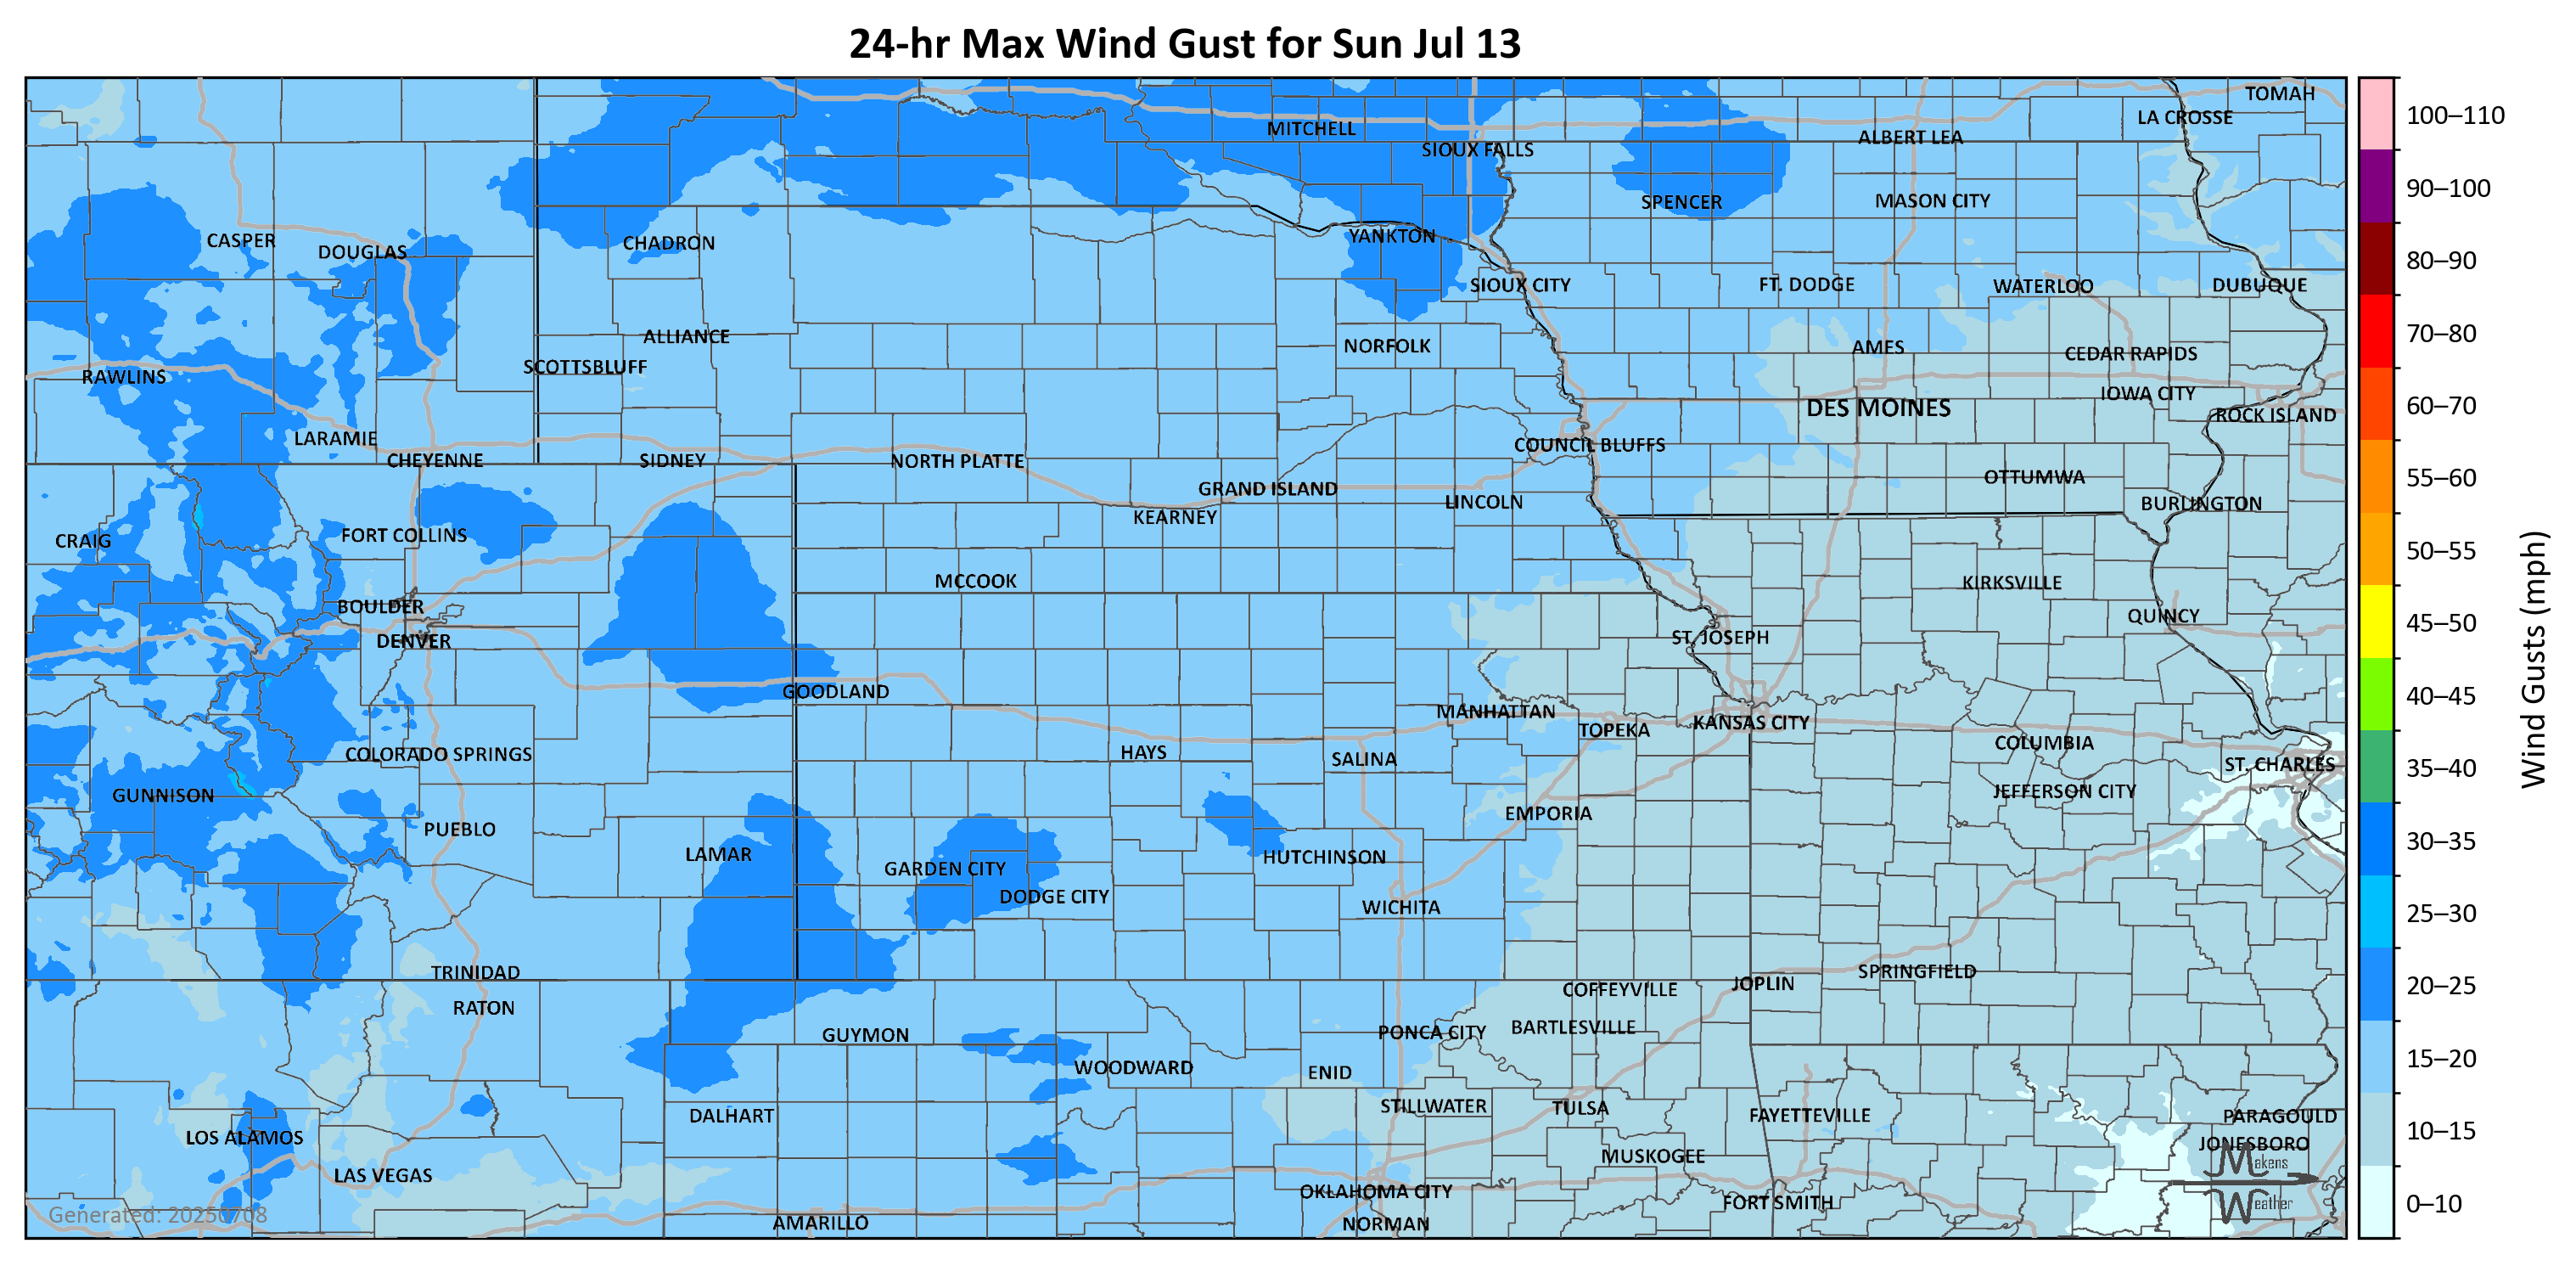 24-hr Max Wind Gust for Sun Jul 13
TOMAH
LA CROSSE
MITCHELL
ALBERT LEA
SIOUX FALLS
SPENCER
MASON CITY
CASPER
DOUGLAS
CHADRON
YANKTON
SIOUX CITY
FT. DODGE
WATERLOO
DUBUQUE
ALLIANCE
NORFOLK
AMES
CEDAR RAPIDS
SCOTTSBLUFF
RAWLINS
IOWA CITY
DES MOINES
ROCK ISLAND
LARAMIE
COUNCIL BLUFFS
CHEYENNE
SIDNEY
NORTH PLATTE
OTTUMWA
GRAND ISLAND
LINCOLN
BURLINGTON
KEARNEY
FORT COLLINS
CRAIG
MCCOOK
KIRKSVILLE
BOULDER
QUINCY
DENVER
ST. JOSEPH
GOODLAND
MANHATTAN
TOPEKA
KANSAS CITY
COLUMBIA
COLORADO SPRINGS
HAYS
SALINA
ST. CHARLES
GUNNISON
JEFFERSON CITY
EMPORIA
PUEBLO
LAMAR
HUTCHINSON
GARDEN CITY
DODGE CITY
WICHITA
TRINIDAD
SPRINGFIELD
JOPLIN
COFFEYVILLE
RATON
BARTLESVILLE
PONCA CITY
GUYMON
WOODWARD
ENID
STILLWATER
TULSA
DALHART
FAYETTEVILLE
PARAGOULD
LOS ALAMOS
JONESBORO
MUSKOGEE
LAS VEGAS
OKLAHOMA CITY
FORT SMITH
AMARILLO
NORMAN
Generated: 20250708
Makens
Weather
100–110
90–100
80–90
70–80
60–70
55–60
50–55
45–50
40–45
35–40
30–35
25–30
20–25
15–20
10–15
0–10
Wind Gusts (mph)